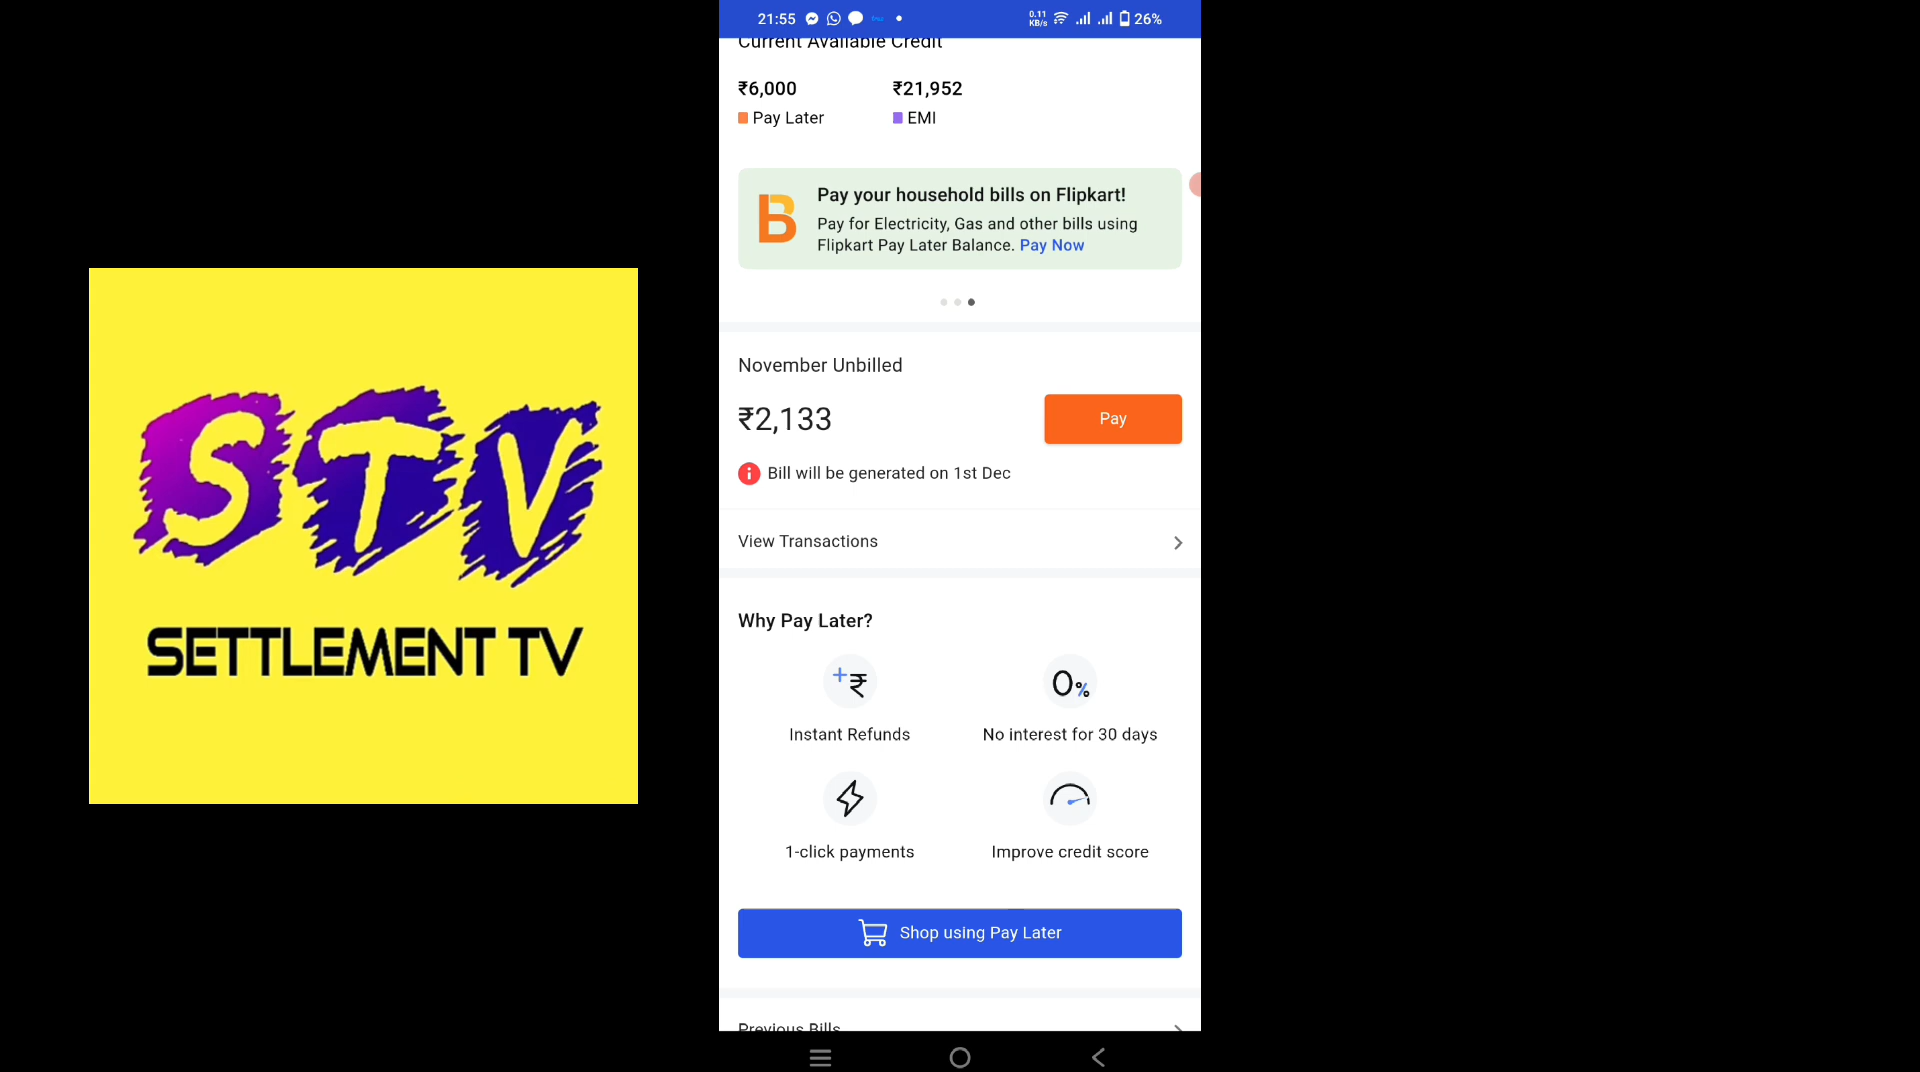 STV
SETTLEMENT TV
21:55
0.11
KB/s
26%
Current Available Credit
₹6,000
₹21,952
Pay Later
EMI
B
Pay your household bills on Flipkart!
Pay for Electricity, Gas and other bills using
Flipkart Pay Later Balance. Pay Now
November Unbilled
₹2,133
Pay
Bill will be generated on 1st Dec
View Transactions
Why Pay Later?
+₹
0%
Instant Refunds
No interest for 30 days
1-click payments
Improve credit score
Shop using Pay Later
Previous Bills